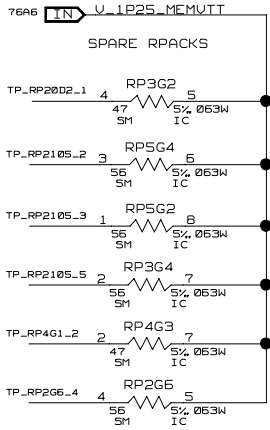 76A6 IN V_1P25_MEMVTT
SPARE RPACKS
RP3G2
TP_RP20D2_1 4 5
47 5% .063W
SM IC
RP5G4
TP_RP2105_2 3 6
56 5% .063W
SM IC
RP5G2
TP_RP2105_3 1 8
56 5% .063W
SM IC
RP3G4
TP_RP2105_5 2 7
56 5% .063W
SM IC
RP4G3
TP_RP4G1_2 2 7
47 5% .063W
SM IC
RP2G6
TP_RP2G6_4 4 5
56 5% .063W
SM IC